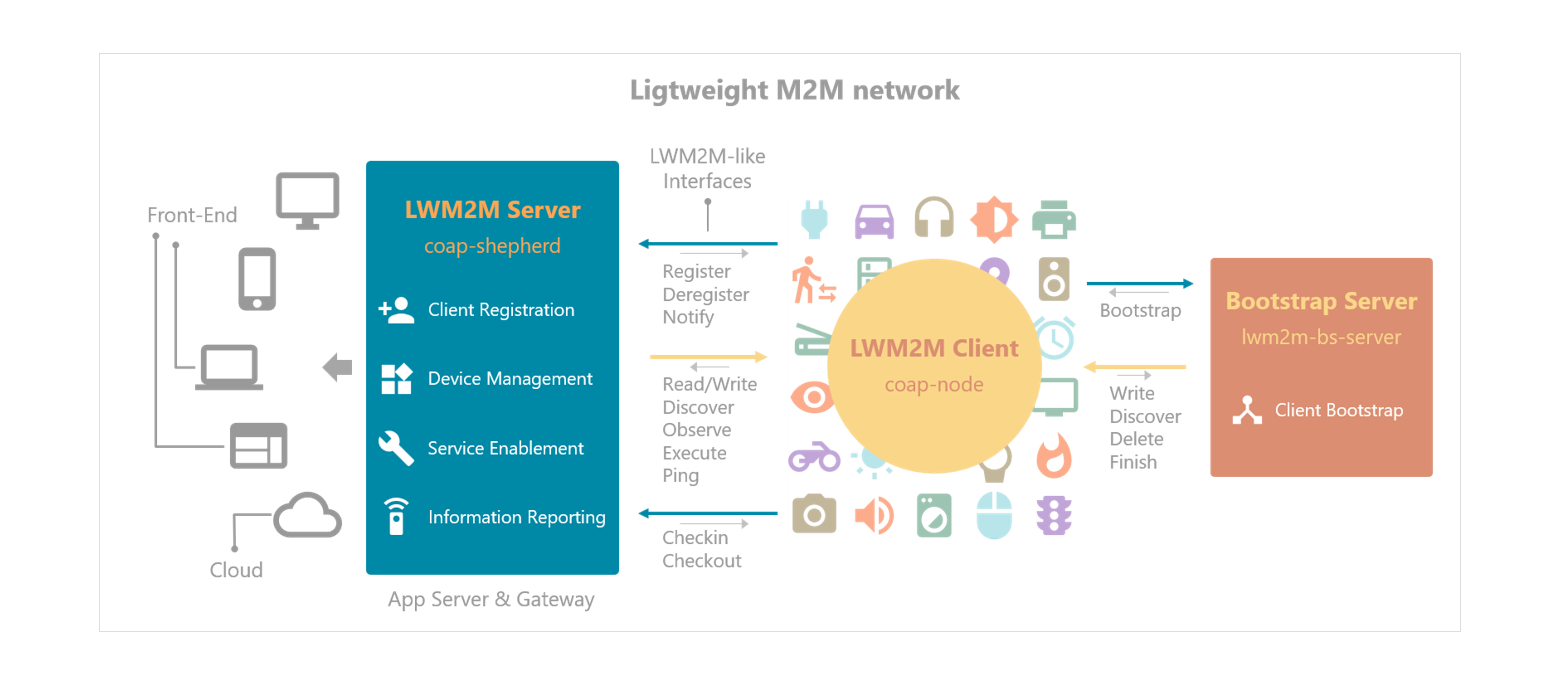 Ligtweight M2M network
LWM2M-like
Interfaces
Front-End
LWM2M Server
coap-shepherd
Client Registration
Device Management
Service Enablement
Information Reporting
App Server & Gateway
Cloud
Register
Deregister
Notify
Read/Write
Discover
Observe
Execute
Ping
Checkin
Checkout
LWM2M Client
coap-node
Bootstrap
Write
Discover
Delete
Finish
Bootstrap Server
lwm2m-bs-server
Client Bootstrap